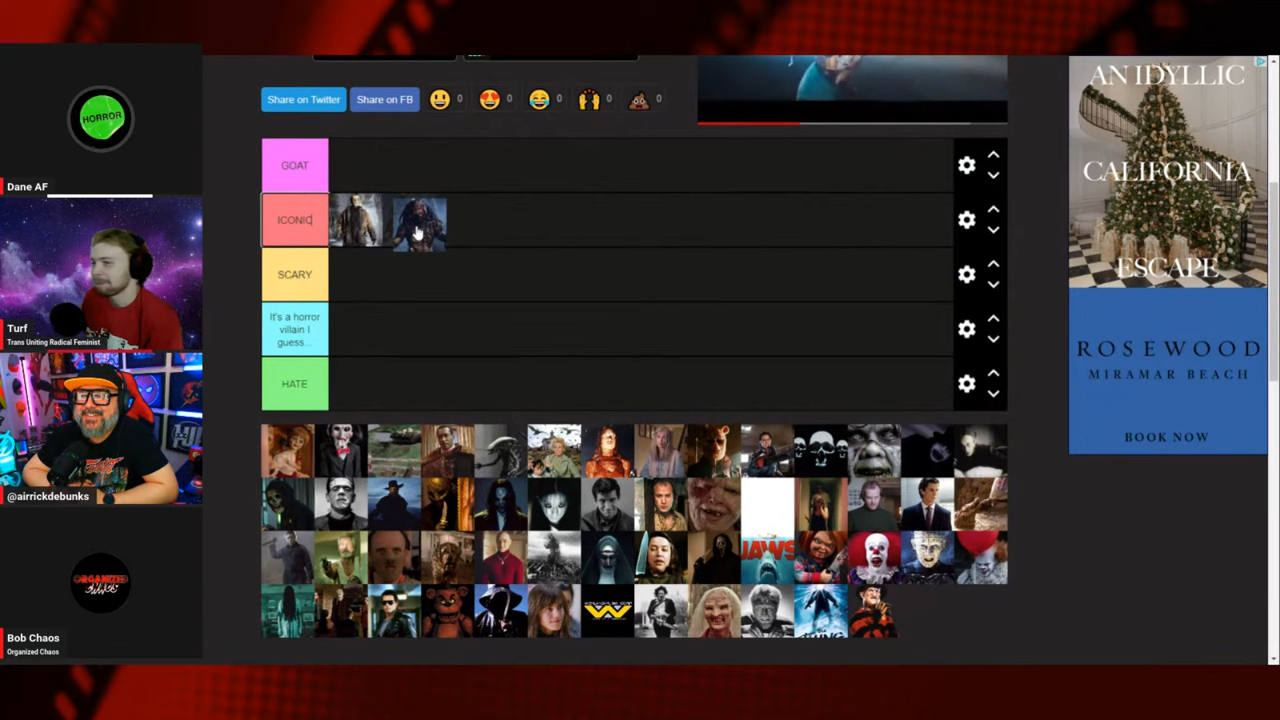 HORROR
Dane AF
Turf
Trans Uniting Radical Feminist
@airrickdebunks
Bob Chaos
Organized Chaos
Share on Twitter
Share on FB
0
0
0
0
0
GOAT
ICONIC
SCARY
It's a horror
villain I
guess...
HATE
JAWS
THING
AN IDYLLIC
CALIFORNIA
ESCAPE
ROSEWOOD
MIRAMAR BEACH
BOOK NOW